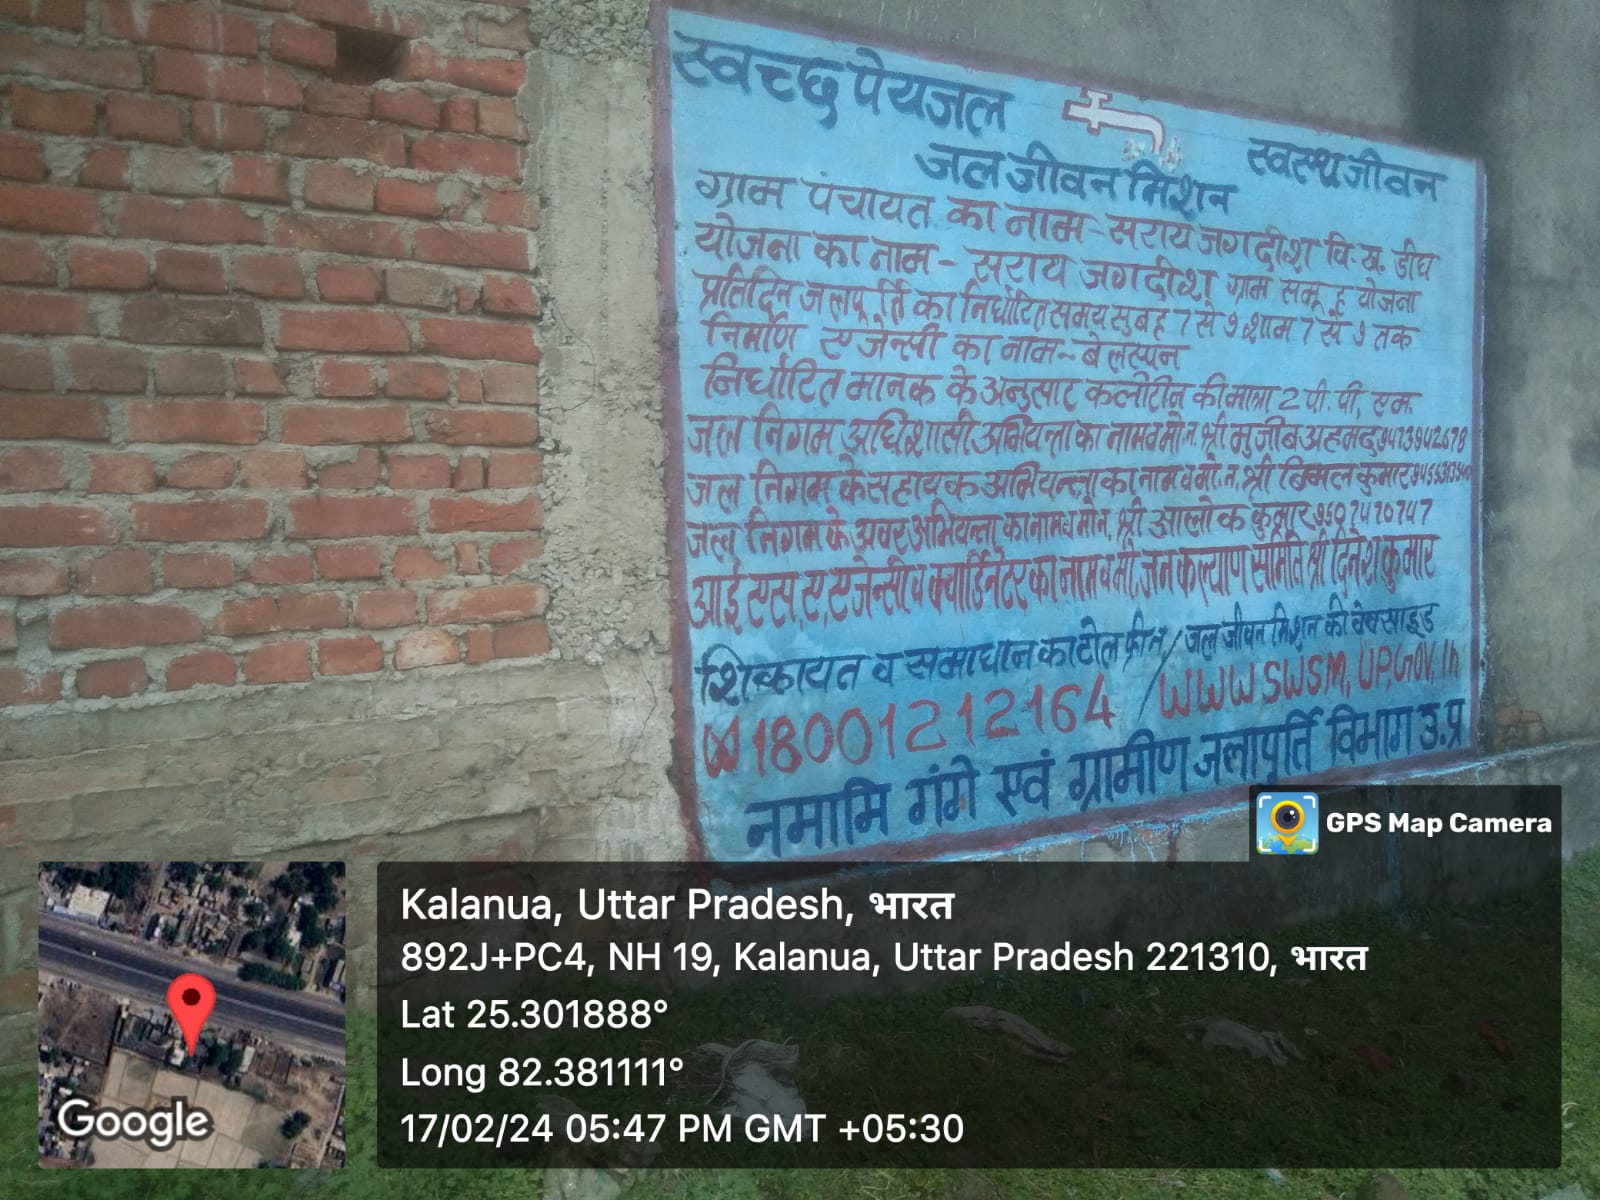 स्वच्छ पेयजल
स्वस्थ जीवन
जल जीवन मिशन
ग्राम पंचायत का नाम - सराय जगदीश वि. ख. डीघ
योजना का नाम - सराय जगदीश ग्राम समूह योजना
प्रतिदिन जलपूर्ति का निर्धारित समय सुबह 7 से 9 शाम 7 से 9 तक
निर्माण एजेन्सी का नाम - बेलस्पून
निर्धारित मानक के अनुसार कलोरीन की मात्रा 2 पी. पी. एम.
जल निगम अधिशासी अभियन्ता का नाम व मो. न. श्री मुजीब अहमद 9473942678
जल निगम के सहायक अभियन्ता का नाम व मो. न. श्री बिमल कुमार
जल निगम के अवर अभियन्ता का नाम व मो न. श्री आलोक कुमार
आई. एस. ए. एजेन्सी व क्वार्डिनेटर का नाम व मो. जन कल्याण समिति श्री दिनेश कुमार
शिकायत व समाधान का टोल फ्री न. / जल जीवन मिशन की वेबसाइड
18001212164 / WWW SWSM. UP. GOV. In
नमामि गंगे एवं ग्रामीण जलापूर्ति विभाग उ. प्र
GPS Map Camera
Kalanua, Uttar Pradesh, भारत
892J+PC4, NH 19, Kalanua, Uttar Pradesh 221310, भारत
Lat 25.301888°
Long 82.381111°
17/02/24 05:47 PM GMT +05:30
Google